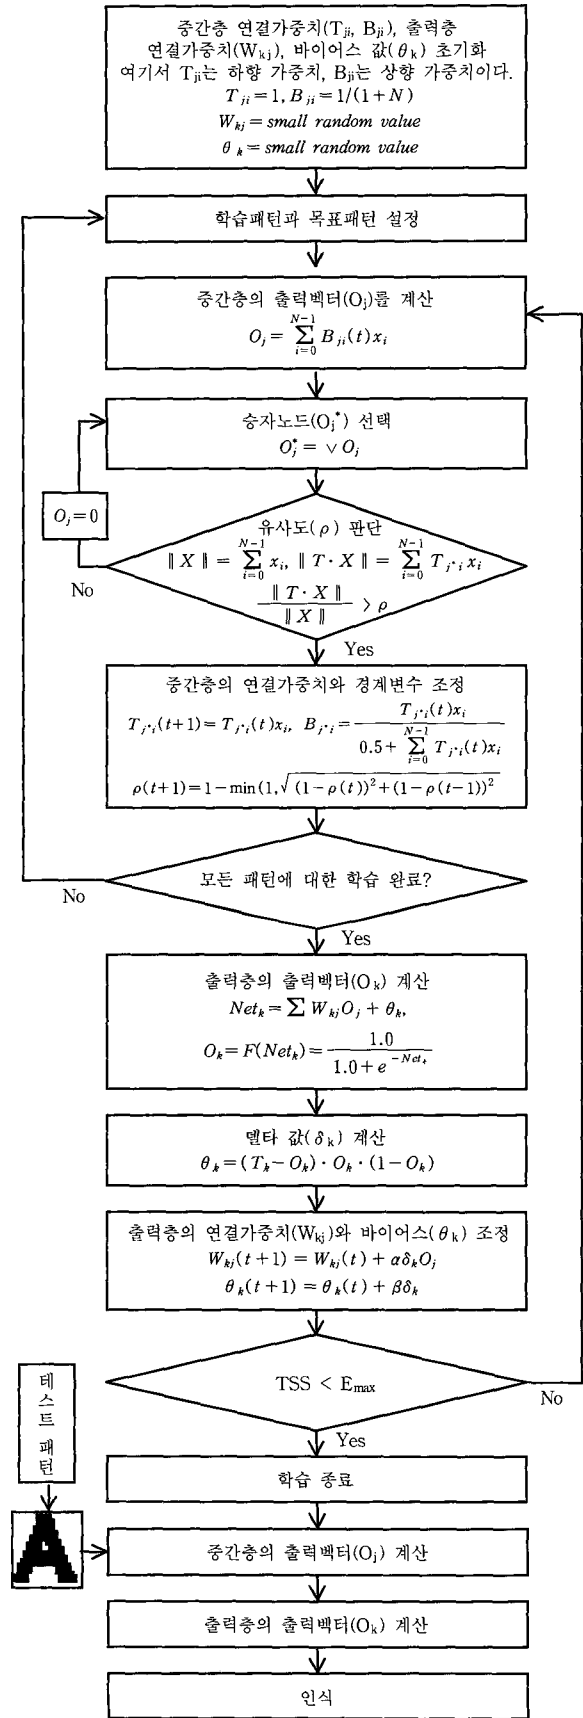 중간층 연결가중치(Tji, Bji), 출력층
연결가중치(Wkj), 바이어스 값(θk) 초기화
여기서 Tji는 하향 가중치, Bji는 상향 가중치이다.
Tji = 1, Bji = 1/(1+N)
Wkj = small random value
θk = small random value
학습패턴과 목표패턴 설정
중간층의 출력벡터(Oj)를 계산
Oj = ∑_{i=0}^{N-1} Bji(t)xi
승자노드(Oj*) 선택
Oj* = ∨ Oj
Oj = 0
유사도(ρ) 판단
‖X‖ = ∑_{i=0}^{N-1} xi, ‖T·X‖ = ∑_{i=0}^{N-1} Tj*i xi
‖T·X‖ / ‖X‖ > ρ
No
Yes
중간층의 연결가중치와 경계변수 조정
Tj*i(t+1) = Tj*i(t)xi, Bj*i = Tj*i(t)xi / (0.5 + ∑_{i=0}^{N-1} Tj*i(t)xi)
ρ(t+1) = 1 − min(1, √((1−ρ(t))² + (1−ρ(t−1))²)
모든 패턴에 대한 학습 완료?
No
Yes
출력층의 출력벡터(Ok) 계산
Netk = ∑ WkjOj + θk,
Ok = F(Netk) = 1.0 / (1.0 + e^{−Netk})
델타 값(δk) 계산
θk = (Tk − Ok) · Ok · (1 − Ok)
출력층의 연결가중치(Wkj)와 바이어스(θk) 조정
Wkj(t+1) = Wkj(t) + αδkOj
θk(t+1) = θk(t) + βδk
TSS < Emax
No
Yes
테스트 패턴
학습 종료
A
중간층의 출력벡터(Oj) 계산
출력층의 출력벡터(Ok) 계산
인식